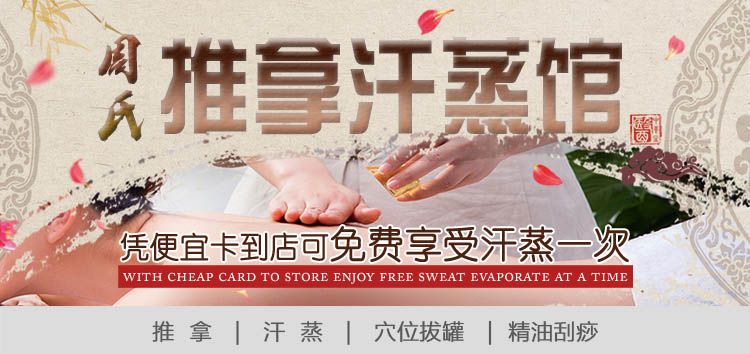 周氏
推拿汗蒸馆
凭便宜卡到店可免费享受汗蒸一次
WITH CHEAP CARD TO STORE ENJOY FREE SWEAT EVAPORATE AT A TIME
推 拿 | 汗 蒸 | 穴位拔罐 | 精油刮痧